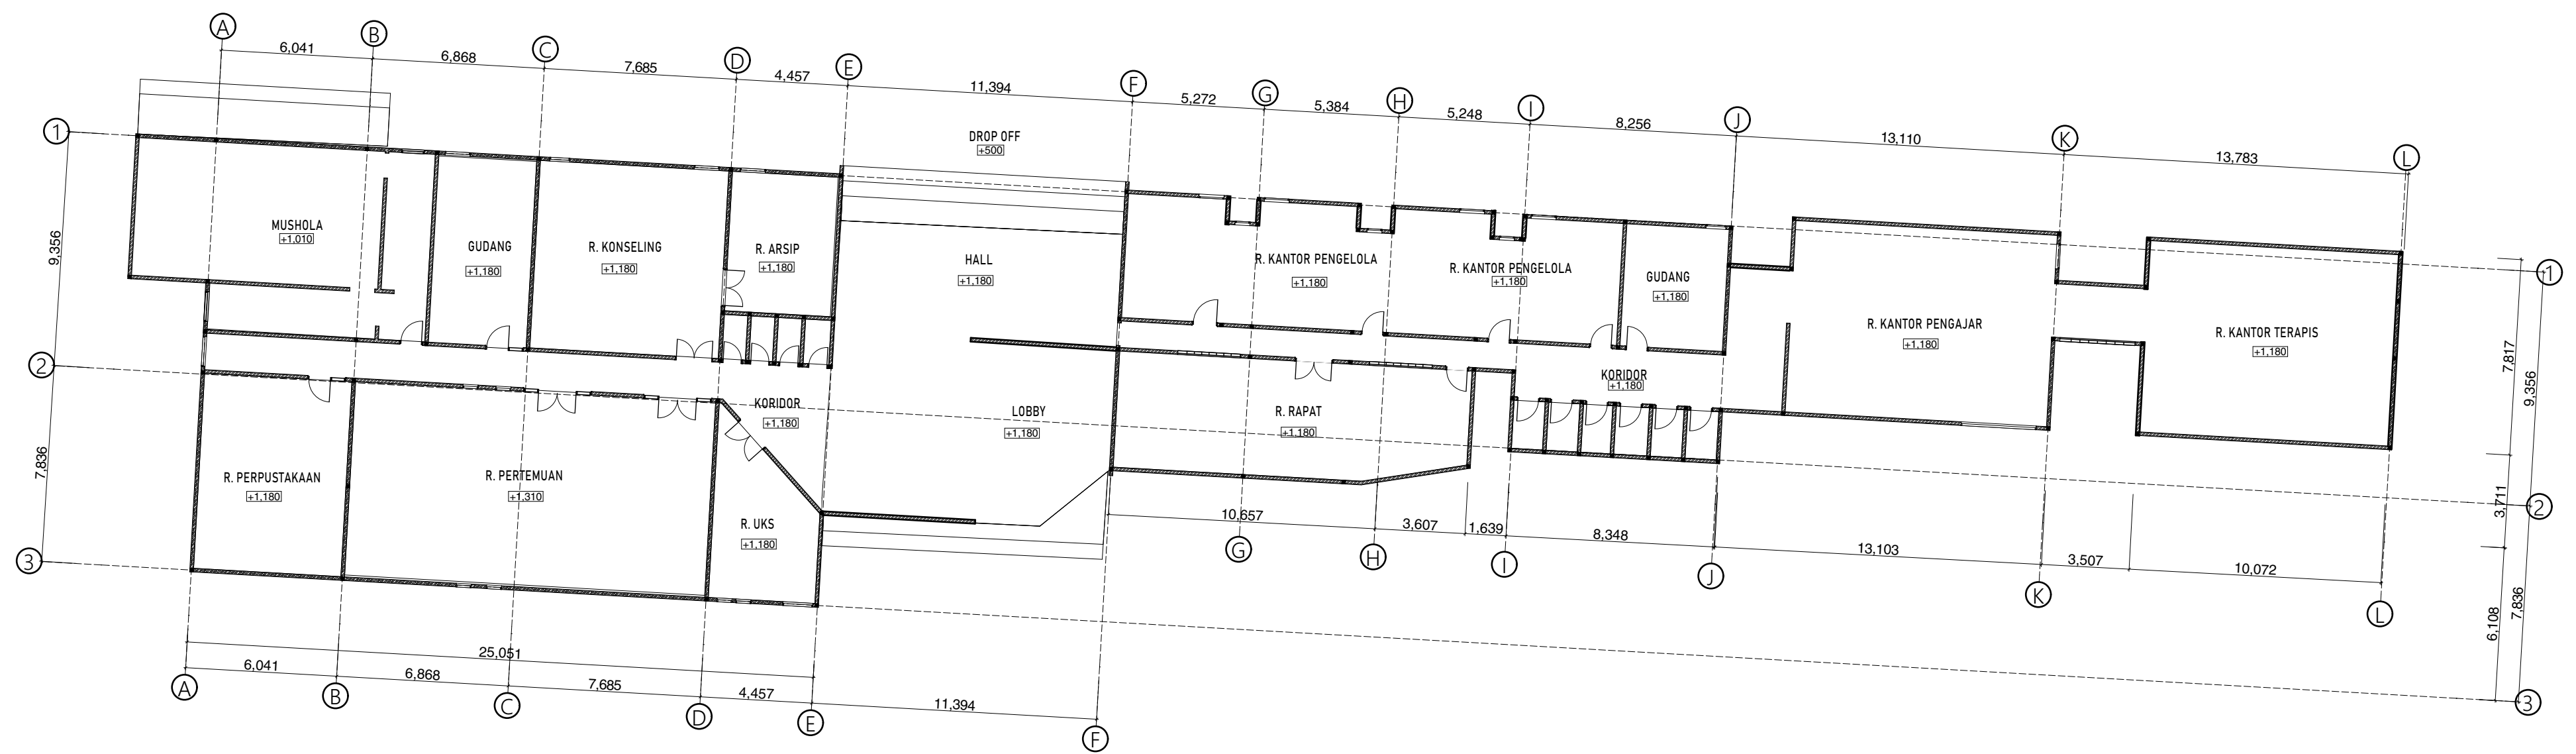 A
B
C
D
E
F
G
H
I
J
K
L
6,041
6,868
7,685
4,457
11,394
5,272
5,384
5,248
8,256
13,110
13,783
1
2
3
9,356
7,836
DROP OFF
+500
MUSHOLA
+1,010
GUDANG
+1,180
R. KONSELING
+1,180
R. ARSIP
+1,180
HALL
+1,180
R. KANTOR PENGELOLA
+1,180
R. KANTOR PENGELOLA
+1,180
GUDANG
+1,180
R. KANTOR PENGAJAR
+1,180
R. KANTOR TERAPIS
+1,180
KORIDOR
+1,180
KORIDOR
+1,180
LOBBY
+1,180
R. RAPAT
+1,180
R. PERPUSTAKAAN
+1,180
R. PERTEMUAN
+1,310
R. UKS
+1,180
1
2
3
7,817
9,356
3,711
6,108
7,836
10,657
3,607
1,639
8,348
13,103
3,507
10,072
G
H
I
J
K
L
25,051
6,041
6,868
7,685
4,457
11,394
A
B
C
D
E
F